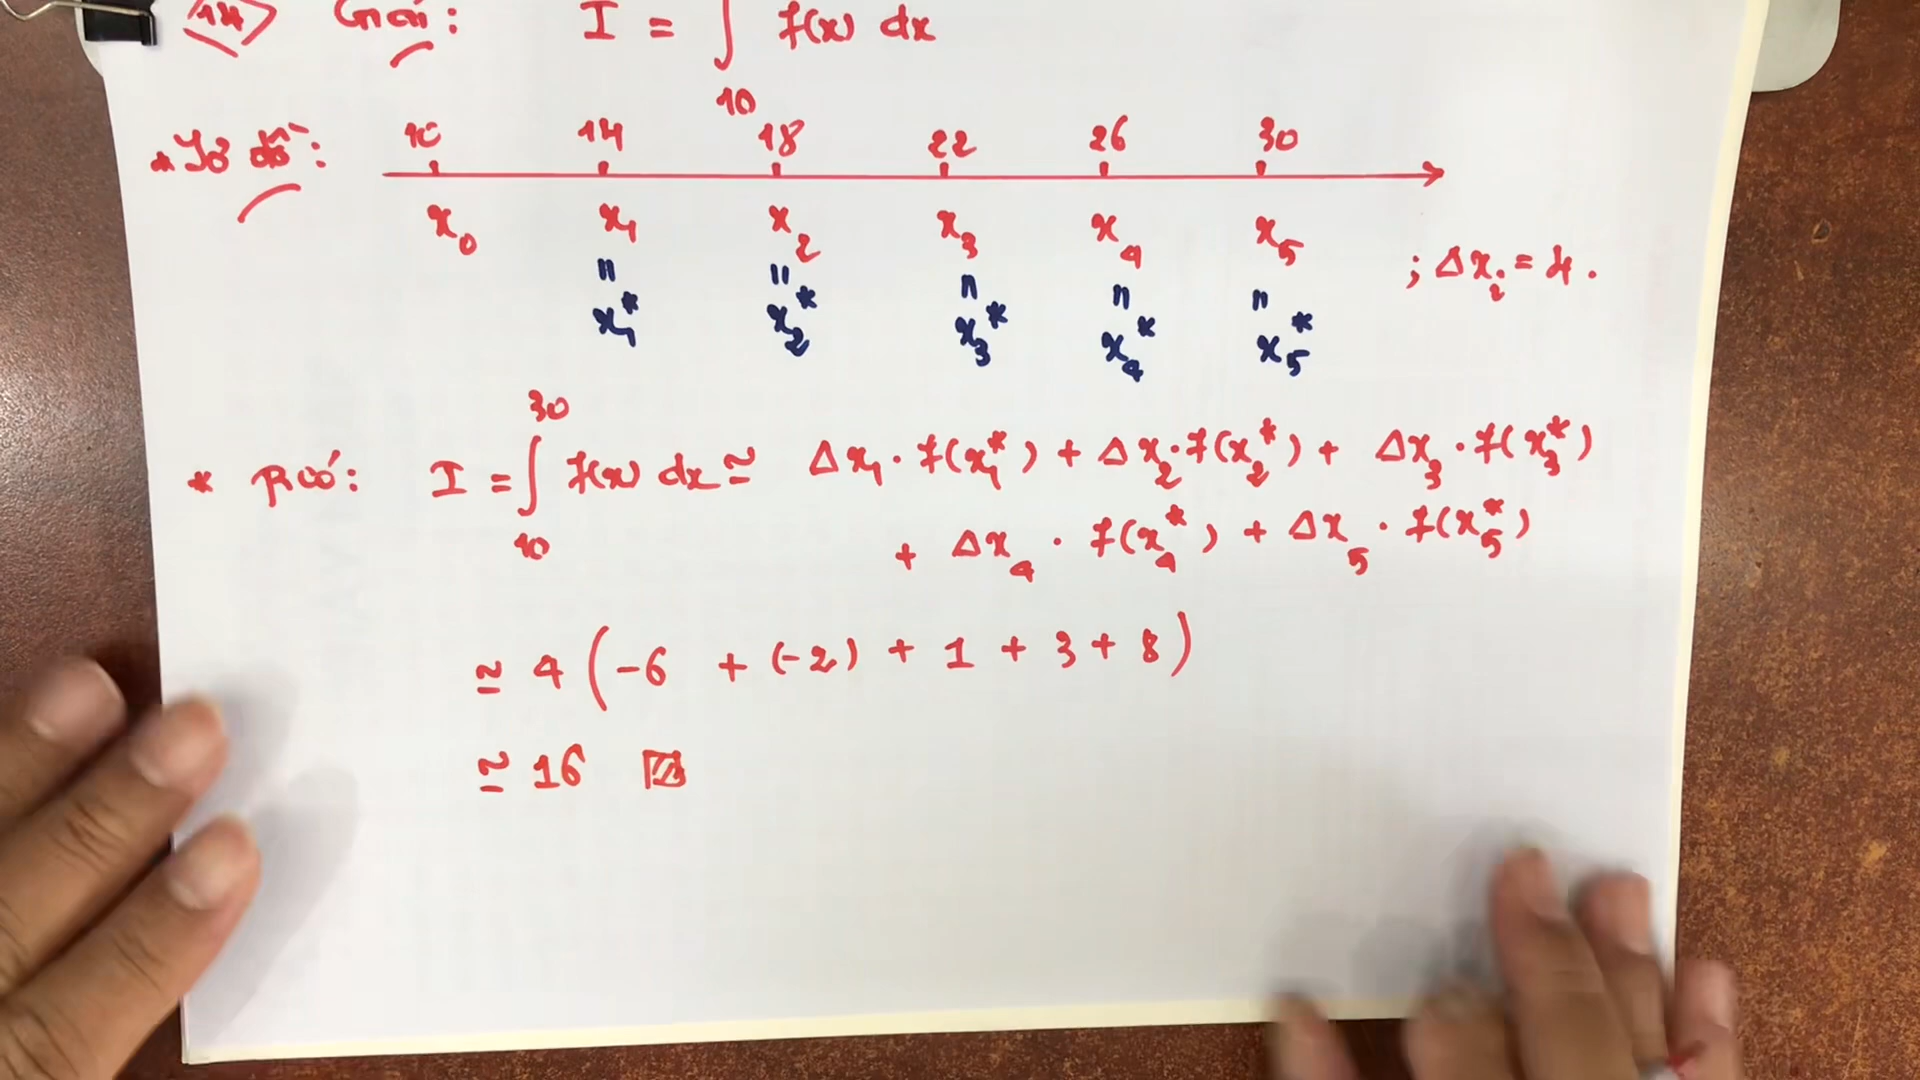 14 Giải: I = ∫ f(x) dx
10
* Sơ đồ: 10 14 18 22 26 30
x₀ x₁ x₂ x₃ x₄ x₅ ; Δxᵢ = 4.
= = = = =
x₁* x₂* x₃* x₄* x₅*
30
* Có: I = ∫ f(x) dx ≅ Δx₁ · f(x₁*) + Δx₂ · f(x₂*) + Δx₃ · f(x₃*)
10
+ Δx₄ · f(x₄*) + Δx₅ · f(x₅*)
≅ 4 ( -6 + (-2) + 1 + 3 + 8 )
≅ 16